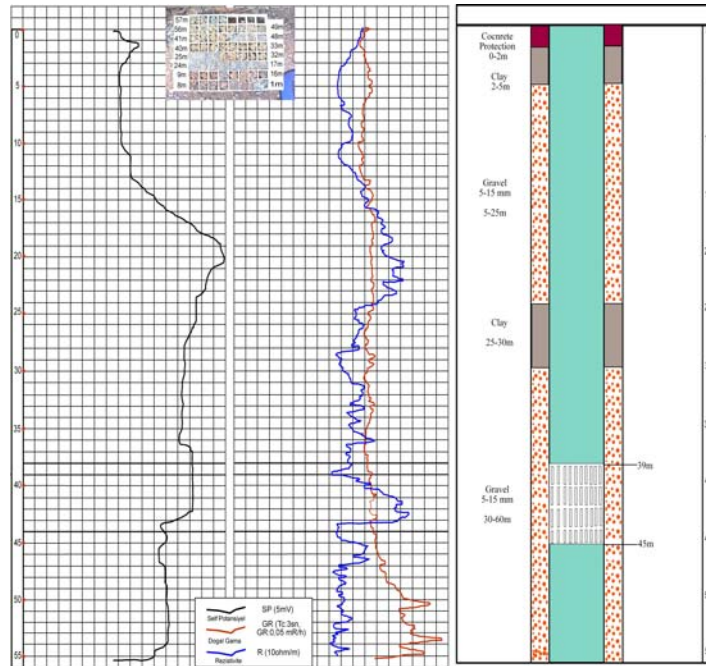 57m
56m
41m
40m
25m
24m
9m
8m
49m
48m
33m
32m
17m
16m
1m
0
5
10
15
20
25
30
35
40
45
50
55
SP (5mV)
Self Potansiyel
GR (Tc.3sn,
GR:0,05 mR/h)
Dogal Gama
R (10ohm/m)
Rezistivite
Cocnrete
Protection
0-2m
Clay
2-5m
Gravel
5-15 mm
5-25m
Clay
25-30m
Gravel
5-15 mm
30-60m
39m
45m